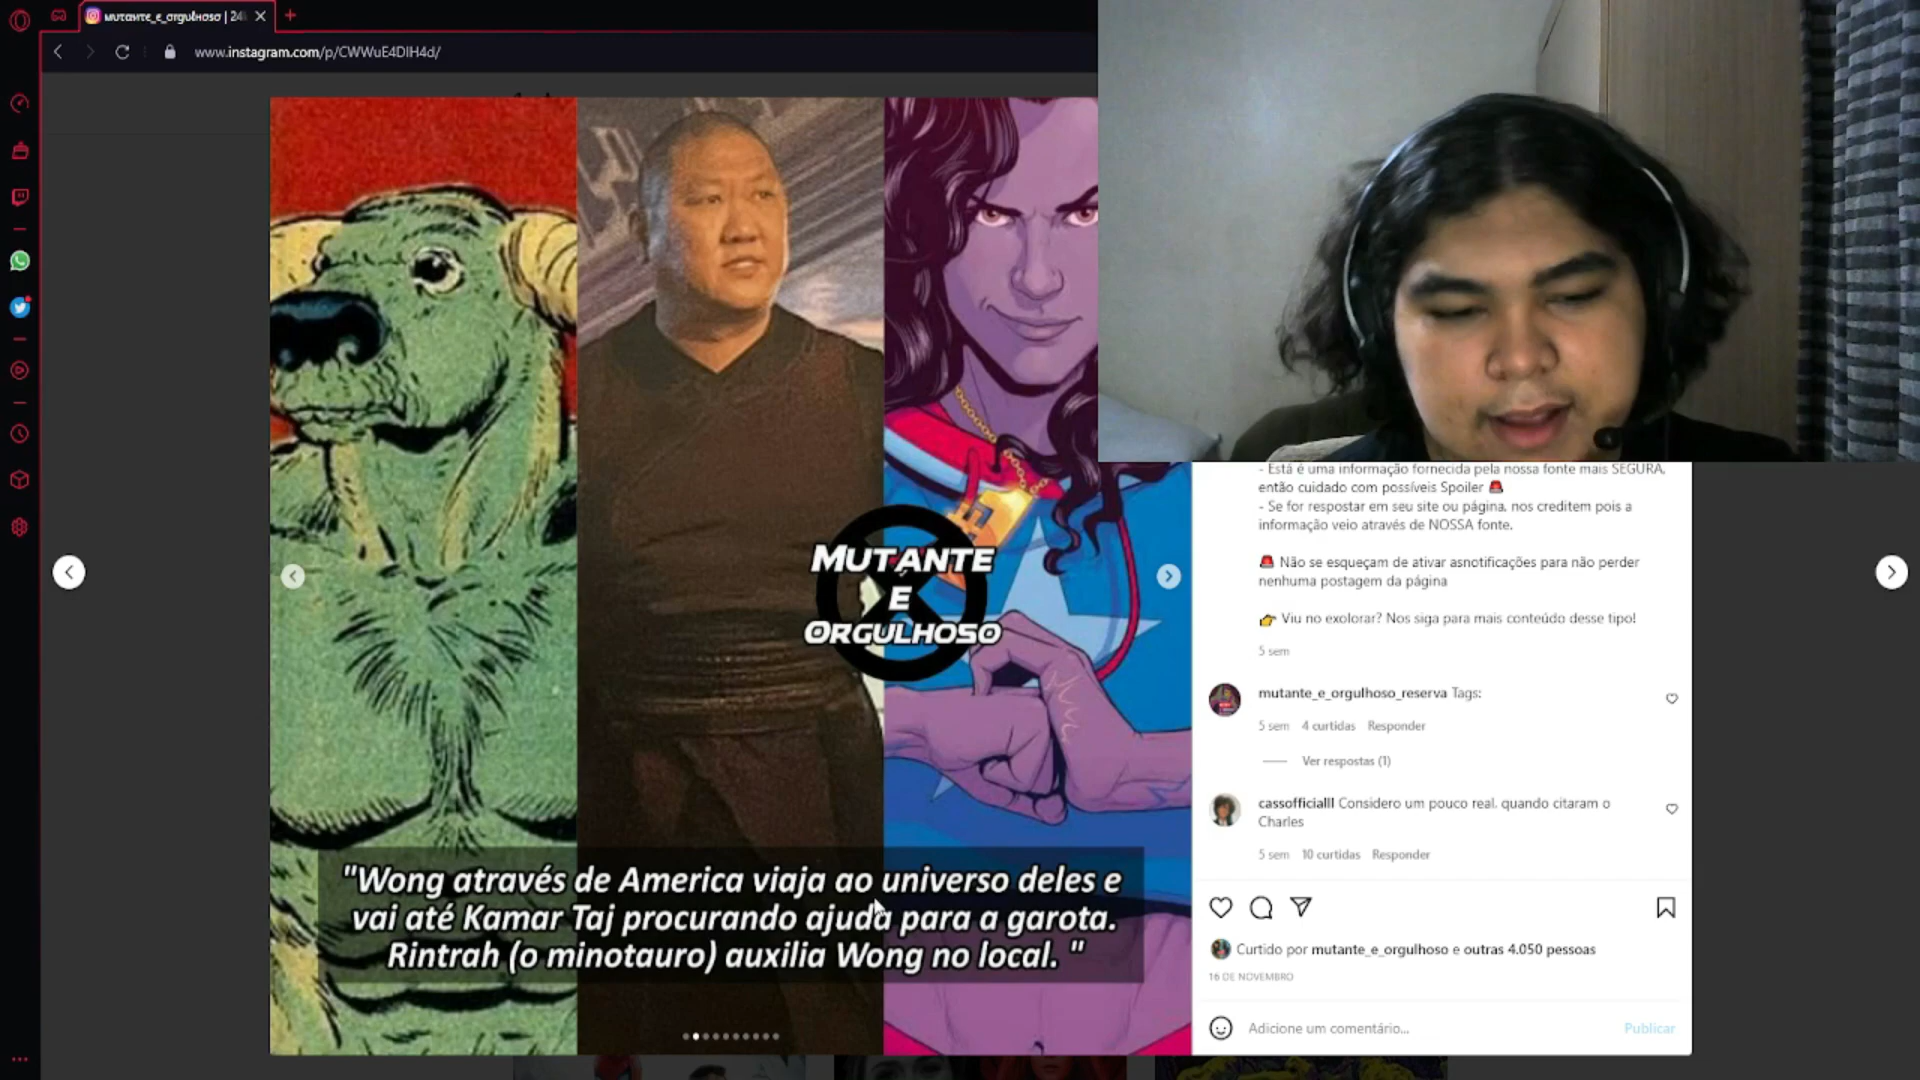 mutante_e_orgulhoso | 24
www.instagram.com/p/CWWuE4DIH4d/
MUTANTE
E
ORGULHOSO
"Wong através de America viaja ao universo deles e
vai até Kamar Taj procurando ajuda para a garota.
Rintrah (o minotauro) auxilia Wong no local. "
- Está é uma informação fornecida pela nossa fonte mais SEGURA,
então cuidado com possíveis Spoiler 🚨
- Se for respostar em seu site ou página, nos creditem pois a
informação veio através de NOSSA fonte.
🚨 Não se esqueçam de ativar asnotificações para não perder
nenhuma postagem da página
👉 Viu no exolorar? Nos siga para mais conteúdo desse tipo!
5 sem
mutante_e_orgulhoso_reserva Tags:
5 sem 4 curtidas Responder
Ver respostas (1)
cassofficialll Considero um pouco real, quando citaram o
Charles
5 sem 10 curtidas Responder
Curtido por mutante_e_orgulhoso e outras 4.050 pessoas
16 DE NOVEMBRO
Adicione um comentário...
Publicar